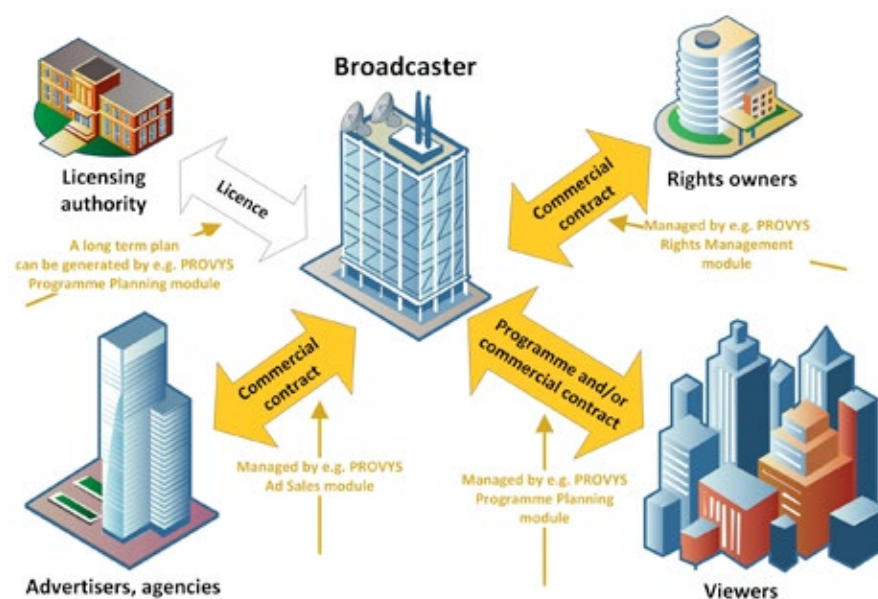 Broadcaster
Licensing
authority
Licence
Commercial
contract
Rights owners
A long term plan
can be generated by e.g. PROVYS
Programme Planning module
Managed by e.g. PROVYS
Rights Management
module
Commercial
contract
Programme and/or
commercial contract
Managed by e.g. PROVYS
Ad Sales module
Managed by e.g. PROVYS
Programme Planning
module
Advertisers, agencies
Viewers